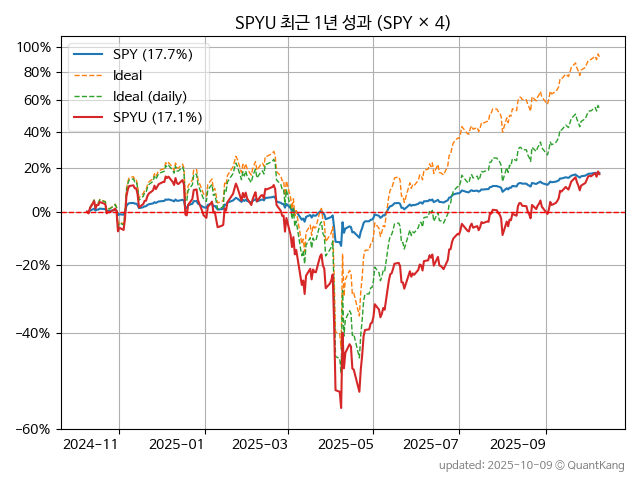 SPYU 최근 1년 성과 (SPY × 4)
100%
80%
60%
40%
20%
0%
−20%
−40%
−60%
SPY (17.7%)
Ideal
Ideal (daily)
SPYU (17.1%)
2024-11
2025-01
2025-03
2025-05
2025-07
2025-09
updated: 2025-10-09 © QuantKang